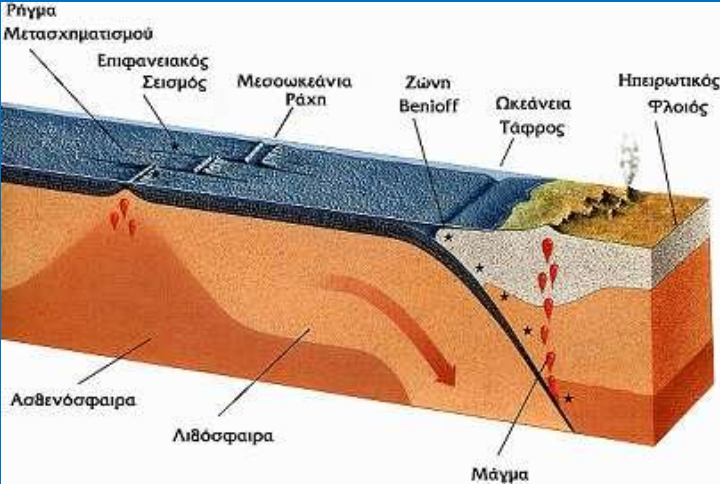 Ρήγμα
Μετασχηματισμού
Επιφανειακός
Σεισμός
Μεσοωκεάνια
Ράχη
Ζώνη
Benioff
Ωκεάνεια
Τάφρος
Ηπειρωτικός
Φλοιός
Ασθενόσφαιρα
Λιθόσφαιρα
Μάγμα